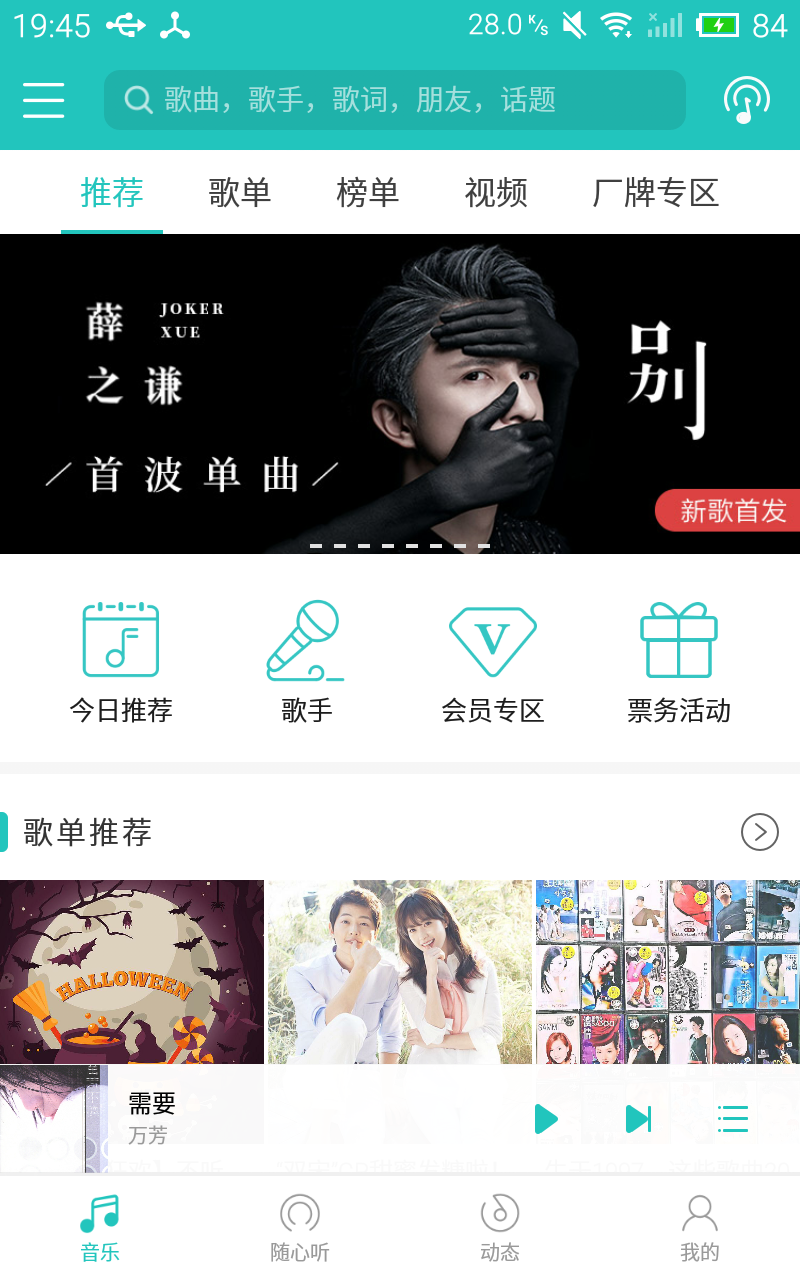 19:45
28.0 K/s
84
歌曲，歌手，歌词，朋友，话题
推荐 歌单 榜单 视频 厂牌专区
薛之谦
JOKER
XUE
别
首波单曲
新歌首发
今日推荐 歌手 会员专区 票务活动
歌单推荐
HALLOWEEN
需要
万芳
音乐 随心听 动态 我的